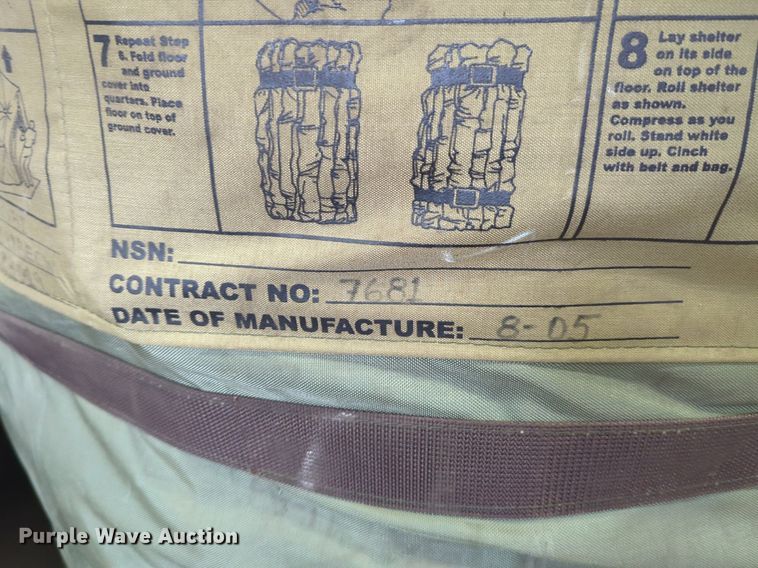 7 Repeat Step
6. Fold floor
and ground
cover into
quarters. Place
floor on top of
ground cover.
8 Lay shelter
on its side
on top of the
floor. Roll shelter
as shown.
Compress as you
roll. Stand white
side up. Cinch
with belt and bag.
NSN:
CONTRACT NO: 7681
DATE OF MANUFACTURE: 8-05
Purple Wave Auction